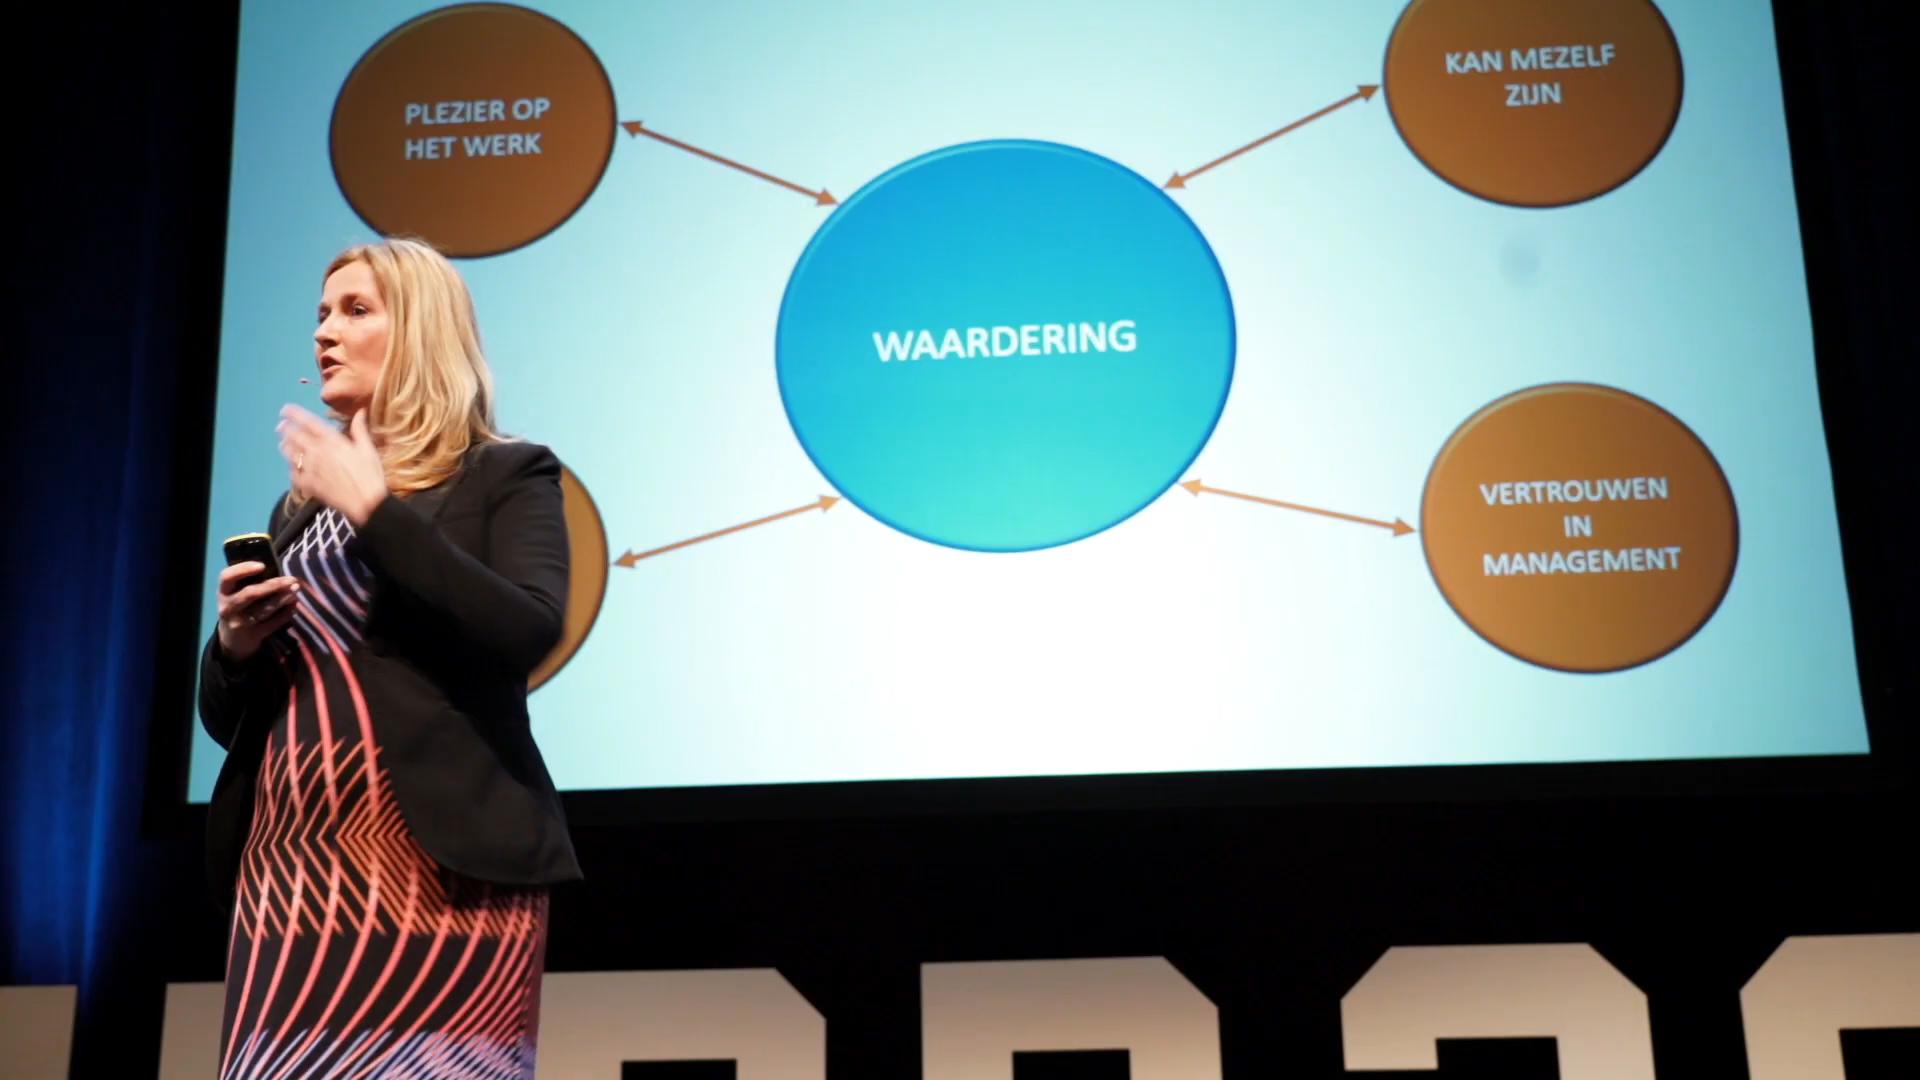 PLEZIER OP
HET WERK
KAN MEZELF
ZIJN
WAARDERING
VERTROUWEN
IN
MANAGEMENT